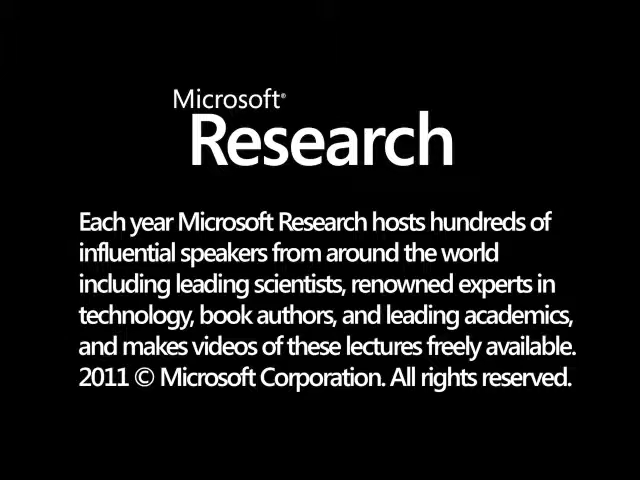 Microsoft®
Research
Each year Microsoft Research hosts hundreds of
influential speakers from around the world
including leading scientists, renowned experts in
technology, book authors, and leading academics,
and makes videos of these lectures freely available.
2011 © Microsoft Corporation. All rights reserved.